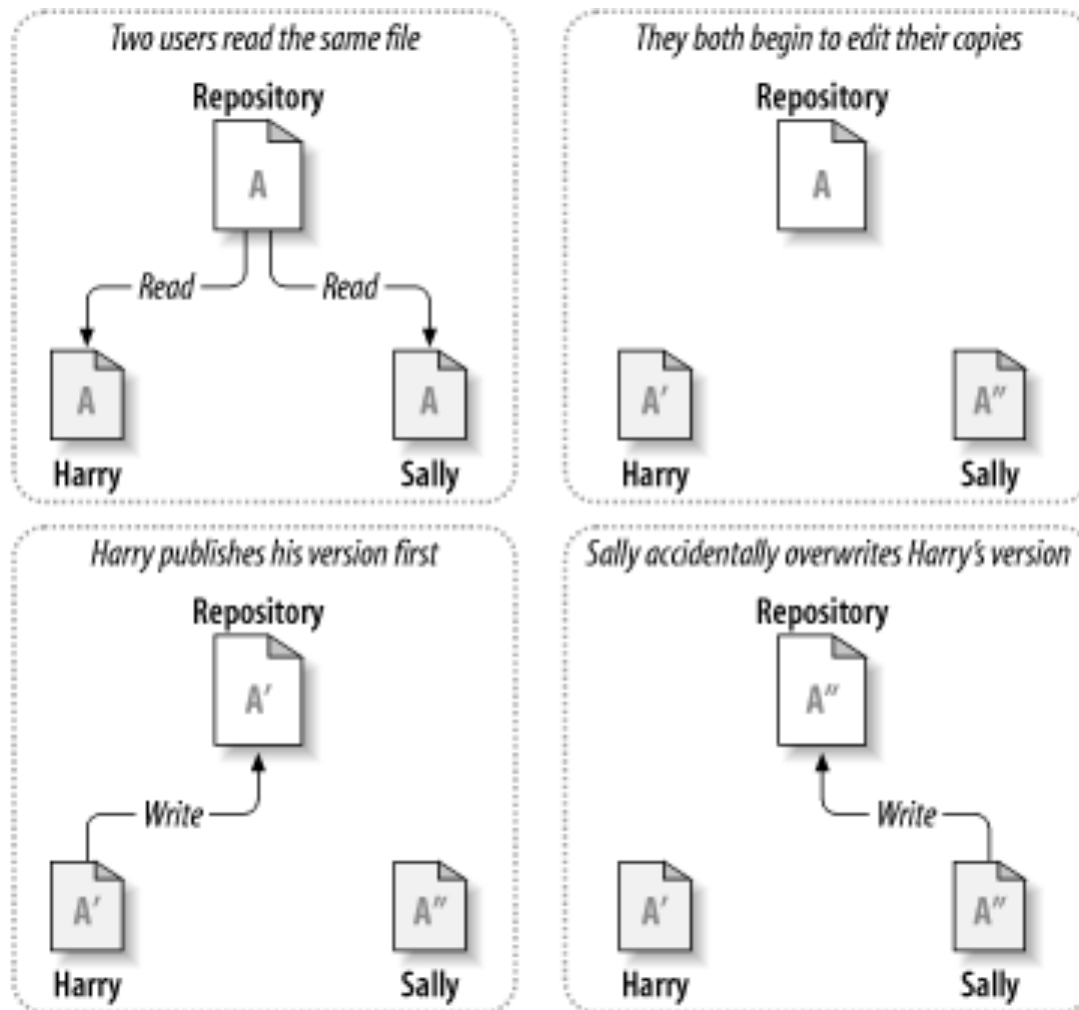 Two users read the same file
Repository
A
Read
Read
A
A
Harry
Sally
They both begin to edit their copies
Repository
A
A′
A″
Harry
Sally
Harry publishes his version first
Repository
A′
Write
A′
A″
Harry
Sally
Sally accidentally overwrites Harry’s version
Repository
A″
Write
A′
A″
Harry
Sally